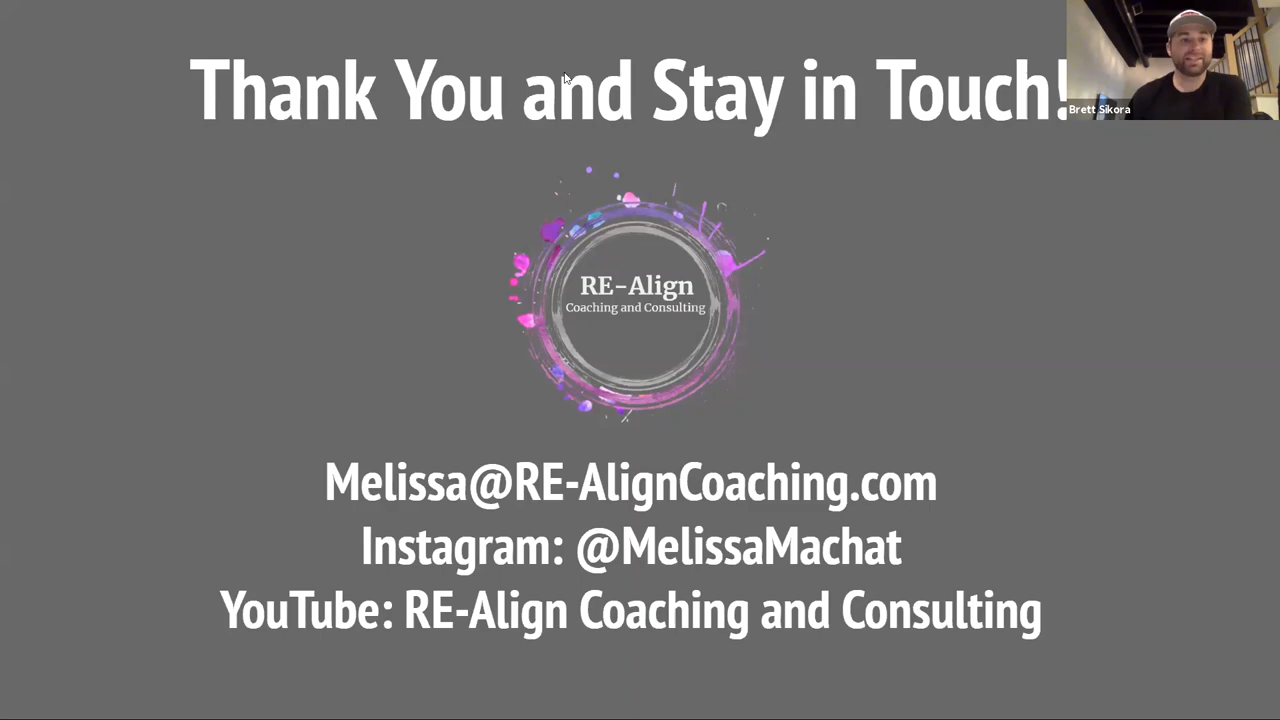 Thank You and Stay in Touch!
Brett Sikora
RE-Align
Coaching and Consulting
Melissa@RE-AlignCoaching.com
Instagram: @MelissaMachat
YouTube: RE-Align Coaching and Consulting